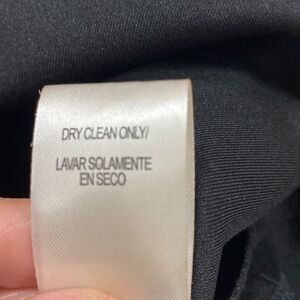 DRY CLEAN ONLY/
LAVAR SOLAMENTE
EN SECO